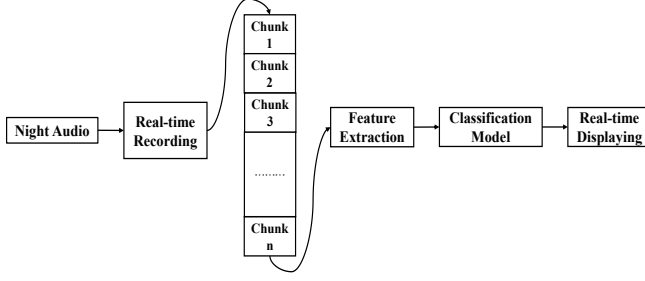 Night Audio
Real-time
Recording
Chunk
1
Chunk
2
Chunk
3
.........
Chunk
n
Feature
Extraction
Classification
Model
Real-time
Displaying